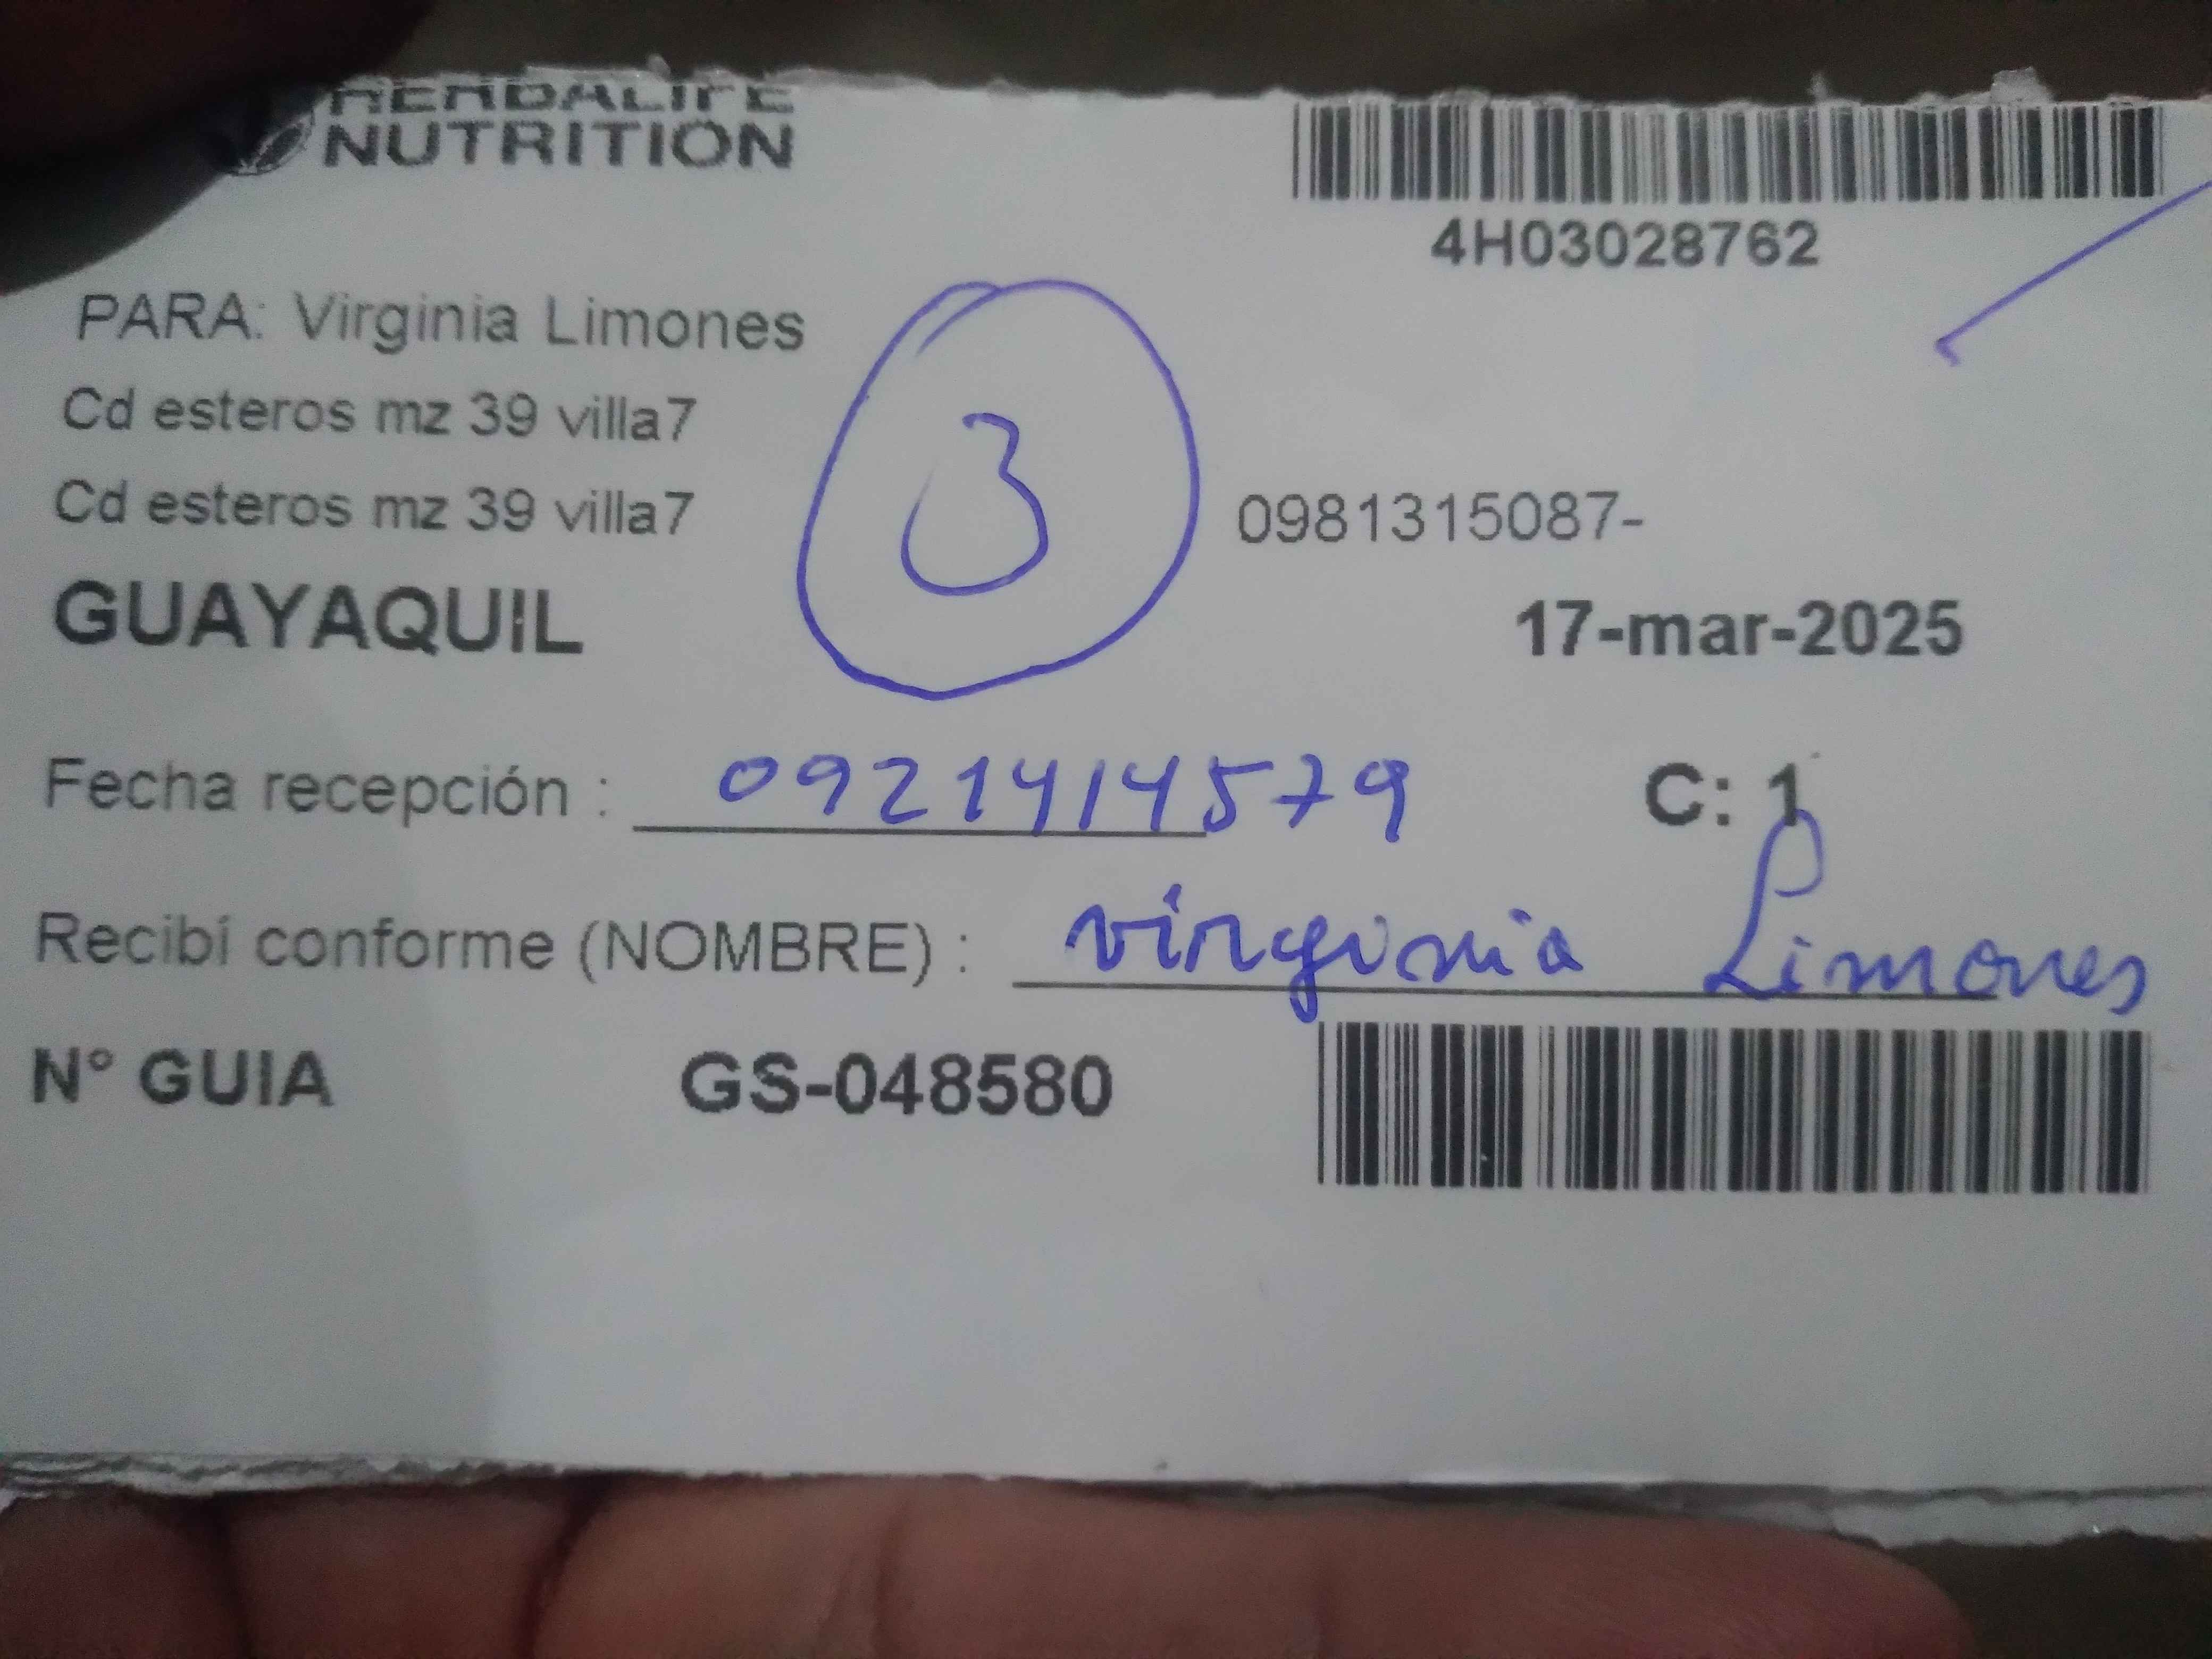 HERBALIFE
NUTRITION
4H03028762
PARA: Virginia Limones
Cd esteros mz 39 villa7
Cd esteros mz 39 villa7
3
0981315087-
GUAYAQUIL
17-mar-2025
Fecha recepción : 0921414579
C: 1
Recibí conforme (NOMBRE) : virginia Limones
N° GUIA GS-048580